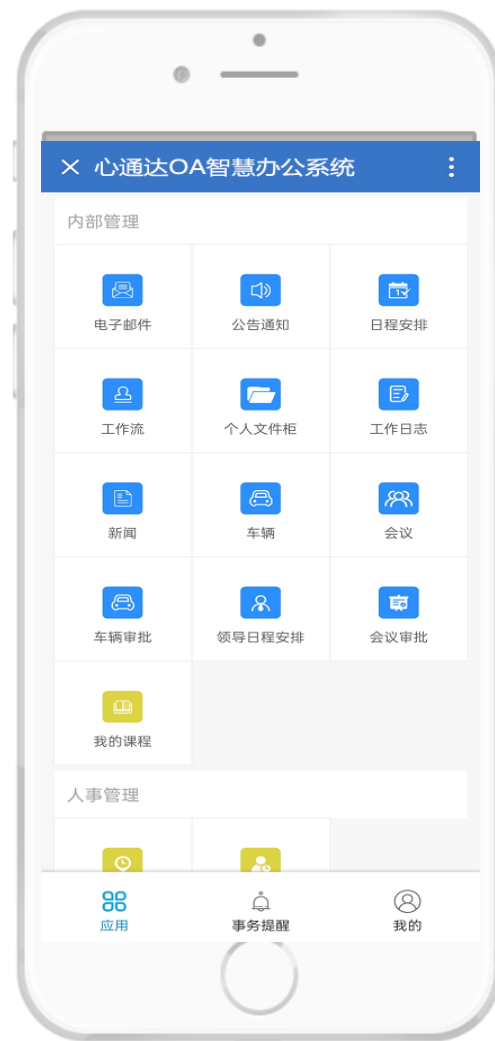 心通达OA智慧办公系统
内部管理
电子邮件 公告通知 日程安排
工作流 个人文件柜 工作日志
新闻 车辆 会议
车辆审批 领导日程安排 会议审批
我的课程
人事管理
应用 事务提醒 我的